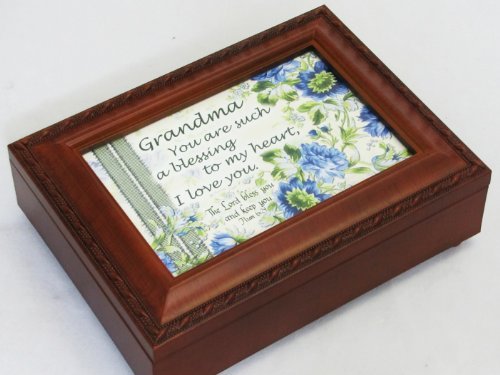 Grandma
You are such
a blessing
to my heart,
I love you.
The Lord bless you
and keep you